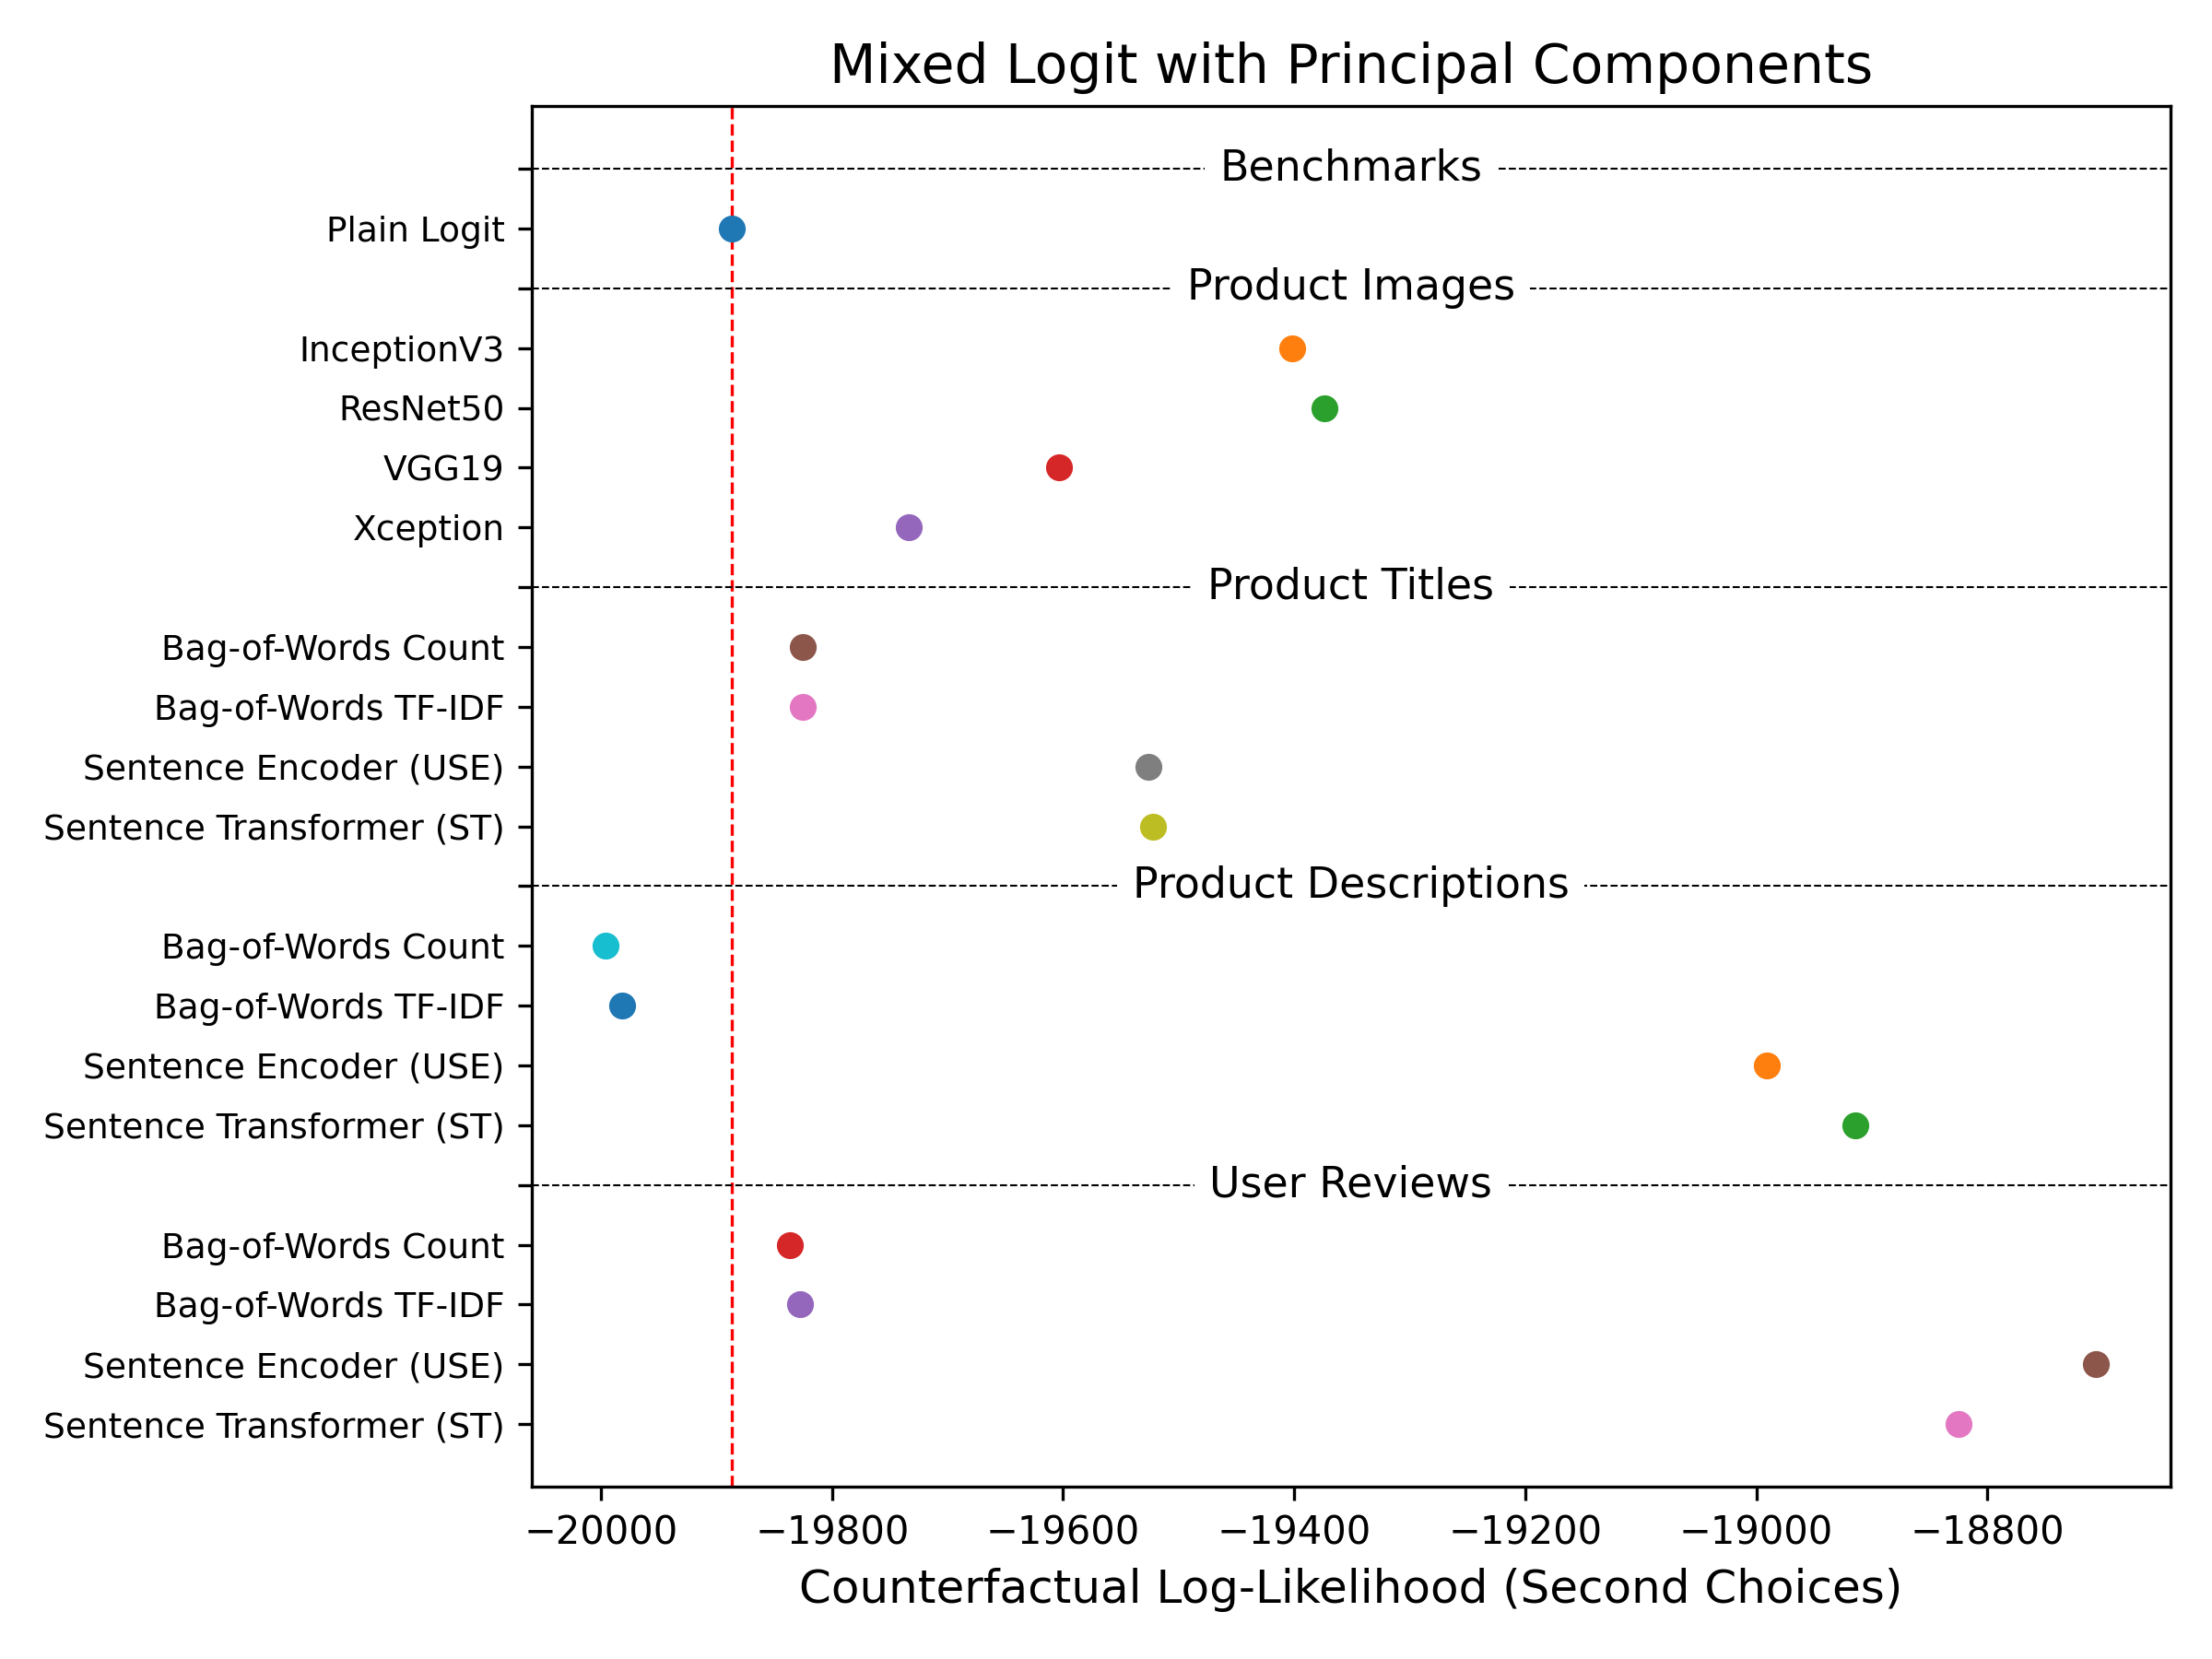 Mixed Logit with Principal Components
Benchmarks
Plain Logit
Product Images
InceptionV3
ResNet50
VGG19
Xception
Product Titles
Bag-of-Words Count
Bag-of-Words TF-IDF
Sentence Encoder (USE)
Sentence Transformer (ST)
Product Descriptions
Bag-of-Words Count
Bag-of-Words TF-IDF
Sentence Encoder (USE)
Sentence Transformer (ST)
User Reviews
Bag-of-Words Count
Bag-of-Words TF-IDF
Sentence Encoder (USE)
Sentence Transformer (ST)
−20000 −19800 −19600 −19400 −19200 −19000 −18800
Counterfactual Log-Likelihood (Second Choices)